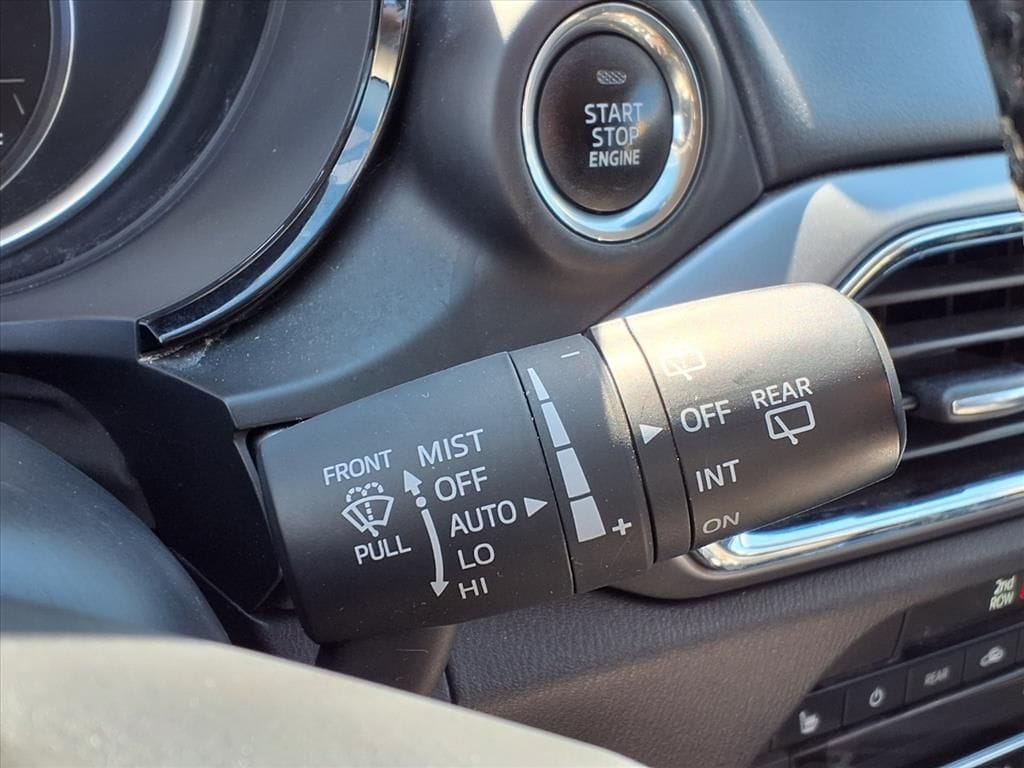 START
STOP
ENGINE
FRONT
PULL
MIST
OFF
AUTO
LO
HI
−
+
OFF
INT
ON
REAR
2nd
ROW
REAR